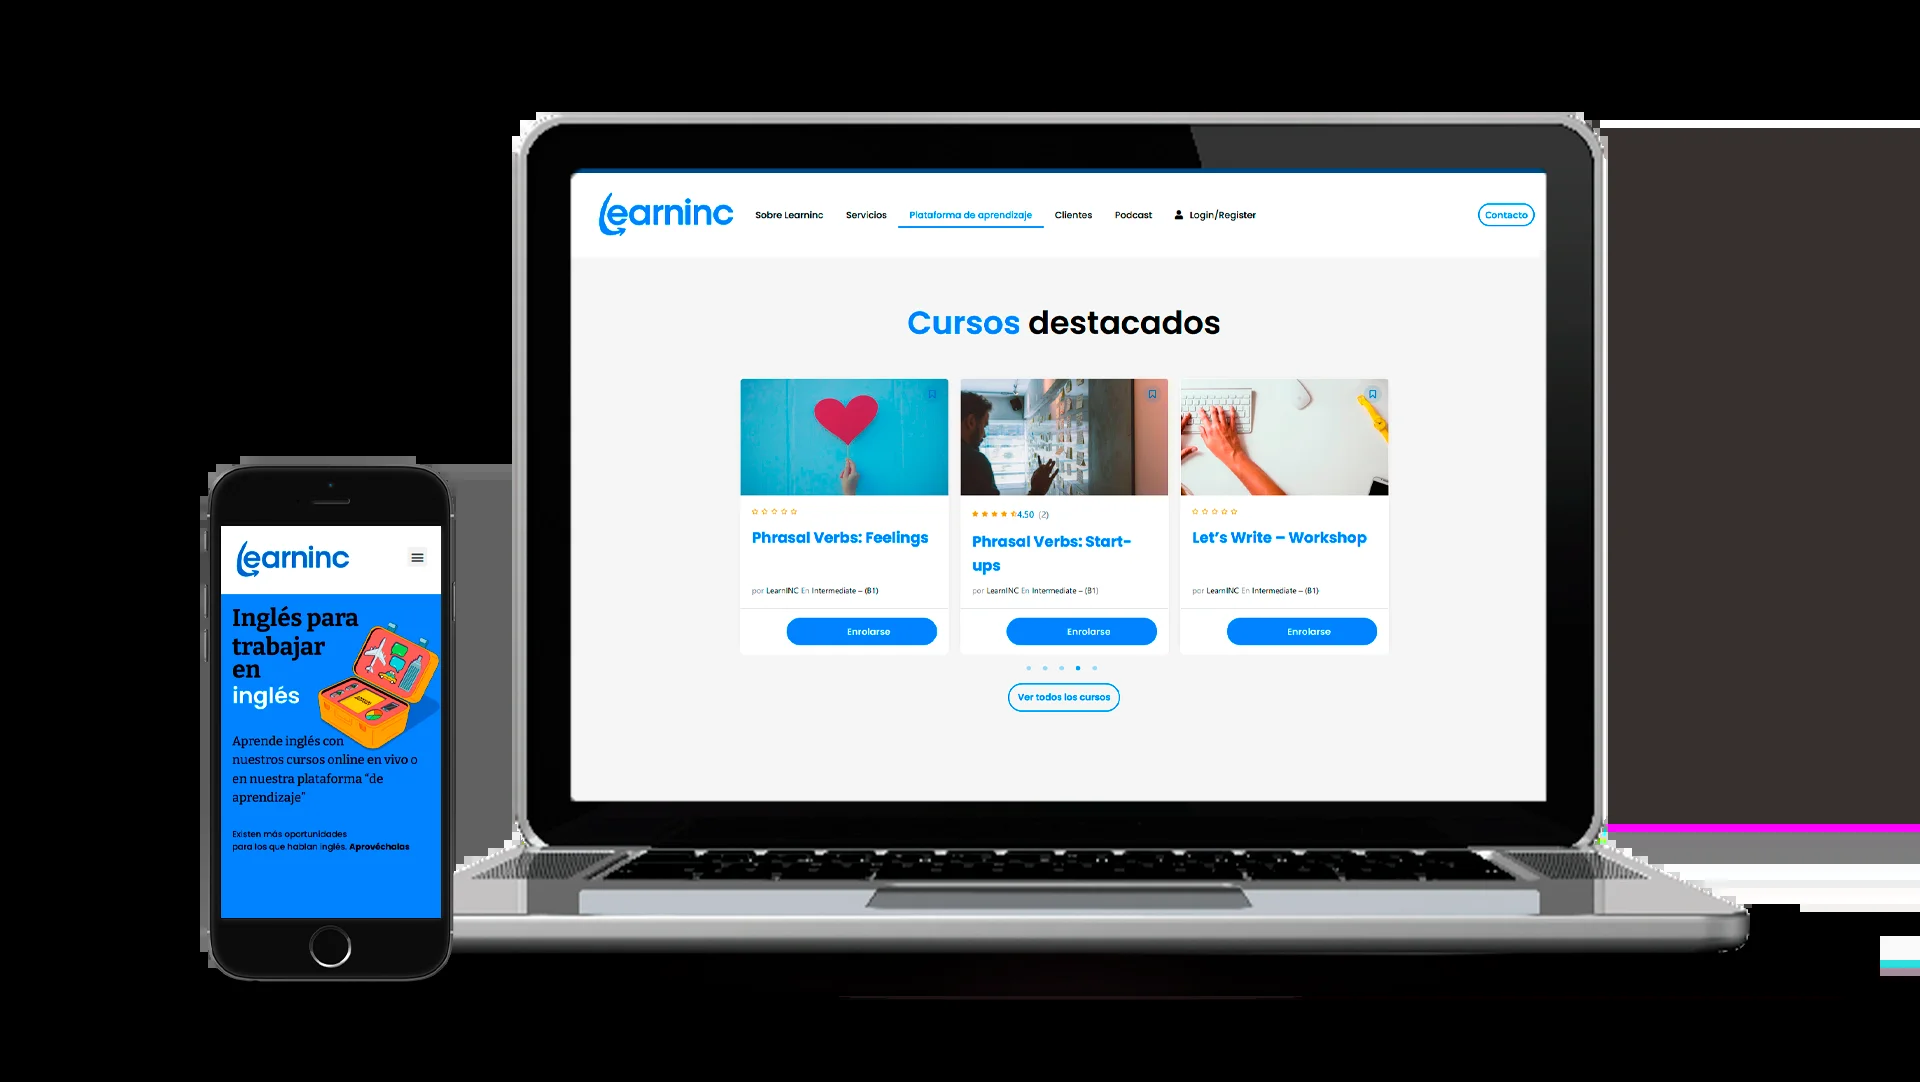 Learninc
Sobre Learninc
Servicios
Plataforma de aprendizaje
Clientes
Podcast
Login/Register
Contacto
Cursos destacados
Phrasal Verbs: Feelings
por LearnINC En Intermediate – (B1)
Enrolarse
4.50 (2)
Phrasal Verbs: Start-
ups
por LearnINC En Intermediate – (B1)
Enrolarse
Let's Write – Workshop
por LearnINC En Intermediate – (B1)
Enrolarse
Ver todos los cursos
Learninc
Inglés para
trabajar
en
inglés
Aprende inglés con
nuestros cursos online en vivo o
en nuestra plataforma “de
aprendizaje”
Existen más oportunidades
para los que hablan inglés. Aprovéchalas